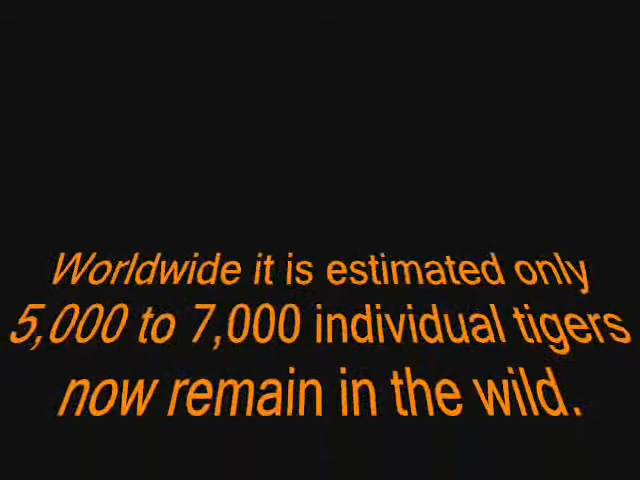 Worldwide it is estimated only
5,000 to 7,000 individual tigers
now remain in the wild.